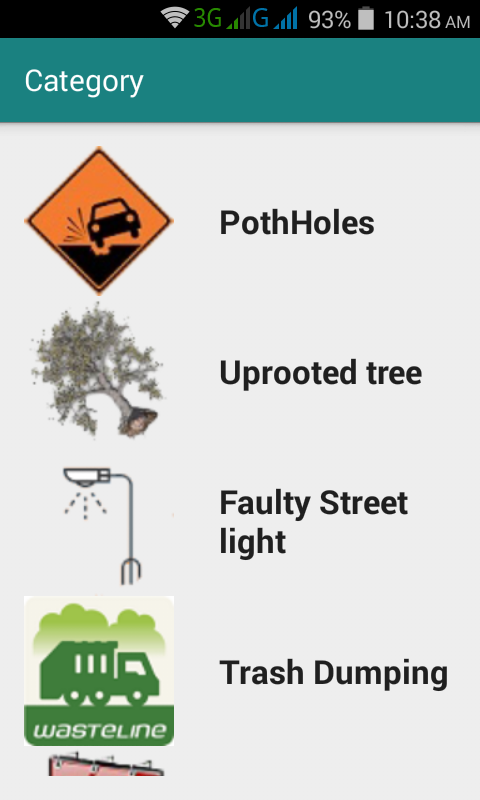 3G G 93% 10:38 AM
Category
PothHoles
Uprooted tree
Faulty Street
light
Trash Dumping
WASTELINE